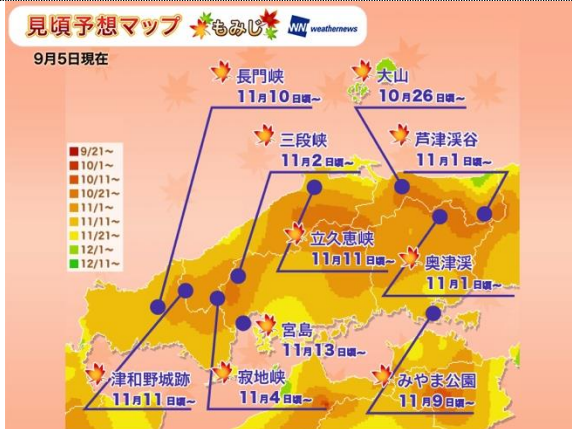 見頃予想マップ もみじ WNI weathernews
9月5日現在
長門峡
11月10日頃~
大山
10月26日頃~
三段峡
11月2日頃~
芦津渓谷
11月1日頃~
9/21~
10/1~
10/11~
10/21~
11/1~
11/11~
11/21~
12/1~
12/11~
立久恵峡
11月11日頃~
奥津渓
11月1日頃~
宮島
11月13日頃~
津和野城跡
11月11日頃~
寂地峡
11月4日頃~
みやま公園
11月9日頃~